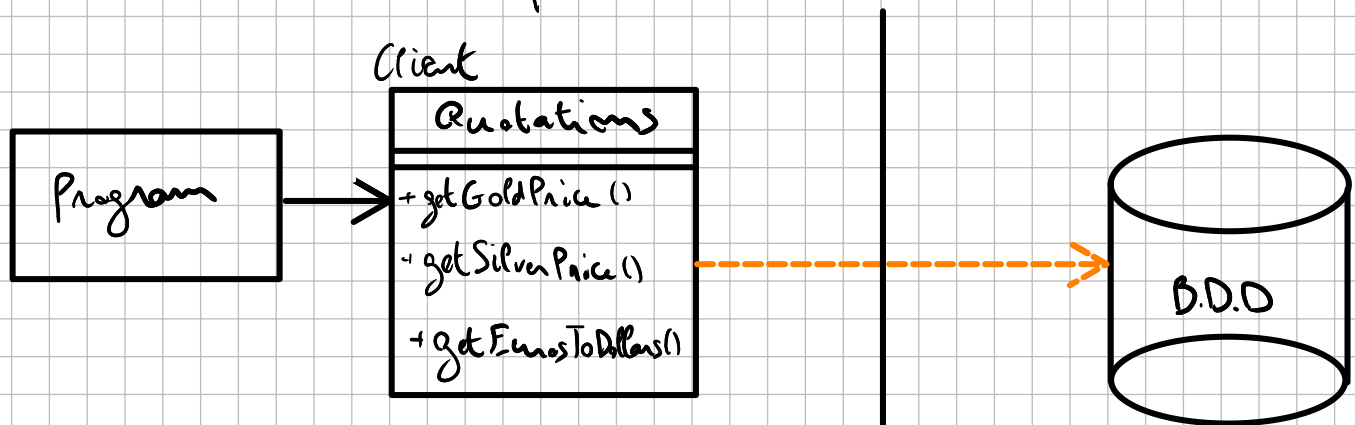 Client
Quotations
Program
+ getGoldPrice()
+ getSilverPrice()
+ getEurosToDollars()
B.D.D